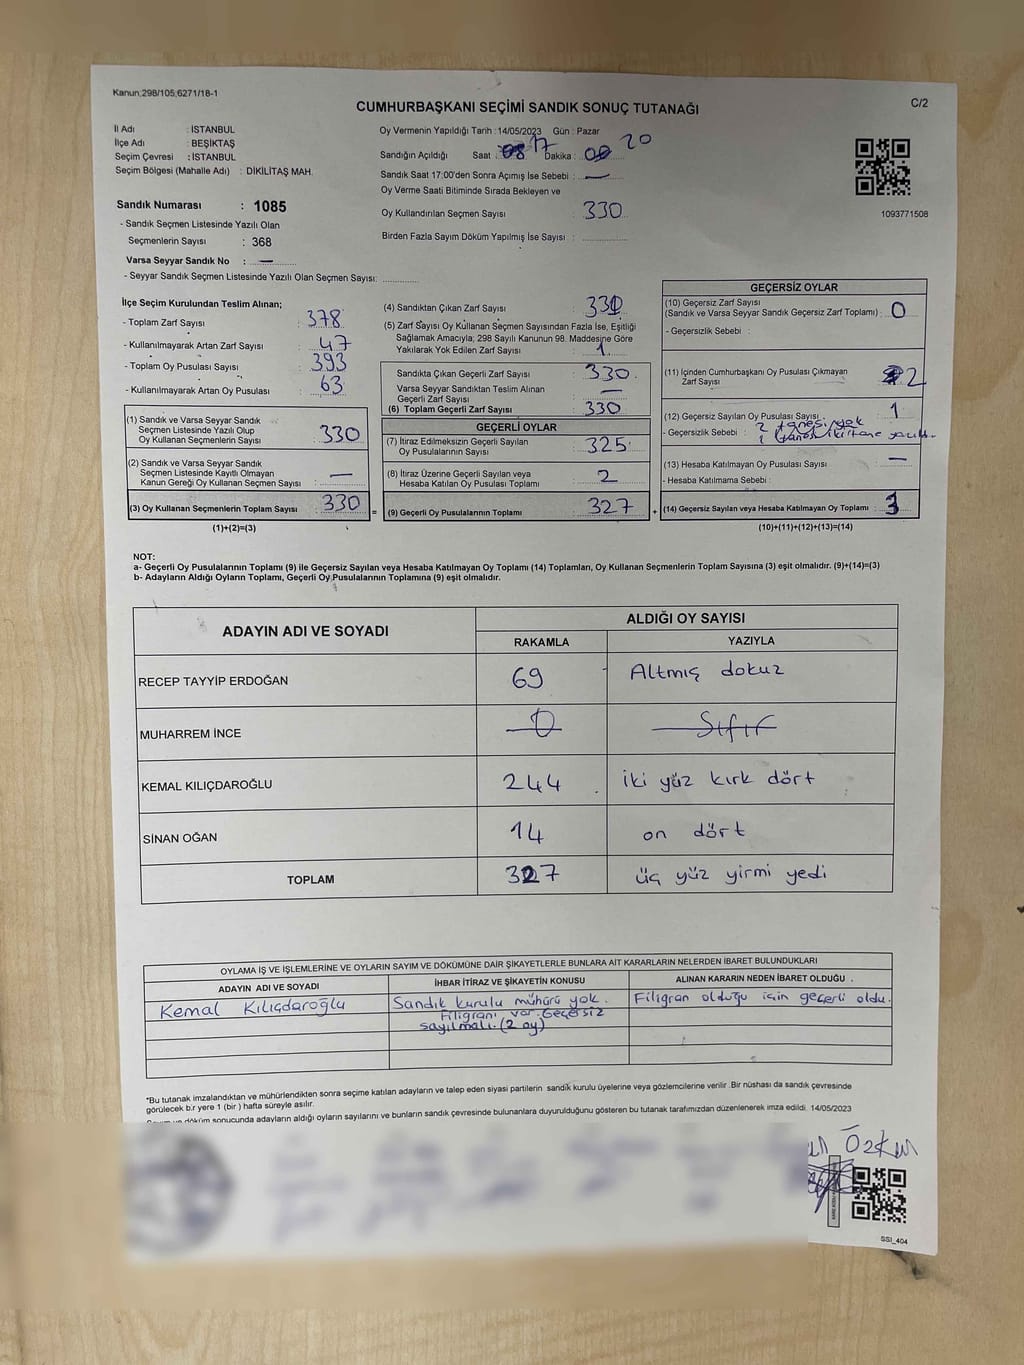 Kanun;298/105;6271/18-1
CUMHURBAŞKANI SEÇİMİ SANDIK SONUÇ TUTANAĞI
C/2
İl Adı : İSTANBUL
İlçe Adı : BEŞİKTAŞ
Seçim Çevresi : İSTANBUL
Seçim Bölgesi (Mahalle Adı) : DİKİLİTAŞ MAH.
Sandık Numarası : 1085
- Sandık Seçmen Listesinde Yazılı Olan
Seçmenlerin Sayısı : 368
Varsa Seyyar Sandık No : —
- Seyyar Sandık Seçmen Listesinde Yazılı Olan Seçmen Sayısı:
Oy Vermenin Yapıldığı Tarih : 14/05/2023 Gün : Pazar
Sandığın Açıldığı Saat : 17 Dakika : 20
Sandık Saat 17:00'den Sonra Açımış İse Sebebi : —
Oy Verme Saati Bitiminde Sırada Bekleyen ve
Oy Kullandırılan Seçmen Sayısı : 330
Birden Fazla Sayım Döküm Yapılmış İse Sayısı :
1093771508
İlçe Seçim Kurulundan Teslim Alınan;
- Toplam Zarf Sayısı : 378
- Kullanılmayarak Artan Zarf Sayısı : 47
- Toplam Oy Pusulası Sayısı : 393
- Kullanılmayarak Artan Oy Pusulası : 63
(1) Sandık ve Varsa Seyyar Sandık
Seçmen Listesinde Yazılı Olup
Oy Kullanan Seçmenlerin Sayısı : 330
(2) Sandık ve Varsa Seyyar Sandık
Seçmen Listesinde Kayıtlı Olmayan
Kanun Gereği Oy Kullanan Seçmen Sayısı : —
(3) Oy Kullanan Seçmenlerin Toplam Sayısı : 330 =
(1)+(2)=(3)
(4) Sandıktan Çıkan Zarf Sayısı : 331
(5) Zarf Sayısı Oy Kullanan Seçmen Sayısından Fazla İse, Eşitliği
Sağlamak Amacıyla; 298 Sayılı Kanunun 98. Maddesine Göre
Yakılarak Yok Edilen Zarf Sayısı : 1
Sandıkta Çıkan Geçerli Zarf Sayısı : 330
Varsa Seyyar Sandıktan Teslim Alınan
Geçerli Zarf Sayısı : —
(6) Toplam Geçerli Zarf Sayısı : 330
GEÇERLİ OYLAR
(7) İtiraz Edilmeksizin Geçerli Sayılan
Oy Pusulalarının Sayısı : 325
(8) İtiraz Üzerine Geçerli Sayılan veya
Hesaba Katılan Oy Pusulası Toplamı : 2
(9) Geçerli Oy Pusulalarının Toplamı : 327 +
GEÇERSİZ OYLAR
(10) Geçersiz Zarf Sayısı
(Sandık ve Varsa Seyyar Sandık Geçersiz Zarf Toplamı) : 0
- Geçersizlik Sebebi :
(11) İçinden Cumhurbaşkanı Oy Pusulası Çıkmayan
Zarf Sayısı : 2
(12) Geçersiz Sayılan Oy Pusulası Sayısı : 1
- Geçersizlik Sebebi : 2 tanesi yok
1
(13) Hesaba Katılmayan Oy Pusulası Sayısı : —
- Hesaba Katılmama Sebebi :
(14) Geçersiz Sayılan veya Hesaba Katılmayan Oy Toplamı : 3
(10)+(11)+(12)+(13)=(14)
NOT:
a- Geçerli Oy Pusulalarının Toplamı (9) ile Geçersiz Sayılan veya Hesaba Katılmayan Oy Toplamı (14) Toplamları, Oy Kullanan Seçmenlerin Toplam Sayısına (3) eşit olmalıdır. (9)+(14)=(3)
b- Adayların Aldığı Oyların Toplamı, Geçerli Oy Pusulalarının Toplamına (9) eşit olmalıdır.
ADAYIN ADI VE SOYADI
ALDIĞI OY SAYISI
RAKAMLA YAZIYLA
RECEP TAYYİP ERDOĞAN 69 Altmış dokuz
MUHARREM İNCE 0 Sıfır
KEMAL KILIÇDAROĞLU 244 iki yüz kırk dört
SİNAN OĞAN 14 on dört
TOPLAM 327 üç yüz yirmi yedi
OYLAMA İŞ VE İŞLEMLERİNE VE OYLARIN SAYIM VE DÖKÜMÜNE DAİR ŞİKAYETLERLE BUNLARA AİT KARARLARIN NELERDEN İBARET BULUNDUKLARI
ADAYIN ADI VE SOYADI İHBAR İTİRAZ VE ŞİKAYETİN KONUSU ALINAN KARARIN NEDEN İBARET OLDUĞU
Kemal Kılıçdaroğlu Sandık kurulu mührü yok. Filigran olduğu için geçerli oldu.
Filigranı var. Geçersiz
sayılmalı. (2 oy)
"Bu tutanak imzalandıktan ve mühürlendikten sonra seçime katılan adayların ve talep eden siyasi partilerin sandık kurulu üyelerine veya gözlemcilerine verilir .Bir nüshası da sandık çevresinde
görülecek bir yere 1 (bir ) hafta süreyle asılır.
döküm sonucunda adayların aldığı oyların sayılarını ve bunların sandık çevresinde bulunanlara duyurulduğunu gösteren bu tutanak tarafımızdan düzenlenerek imza edildi. 14/05/2023
SSI_404